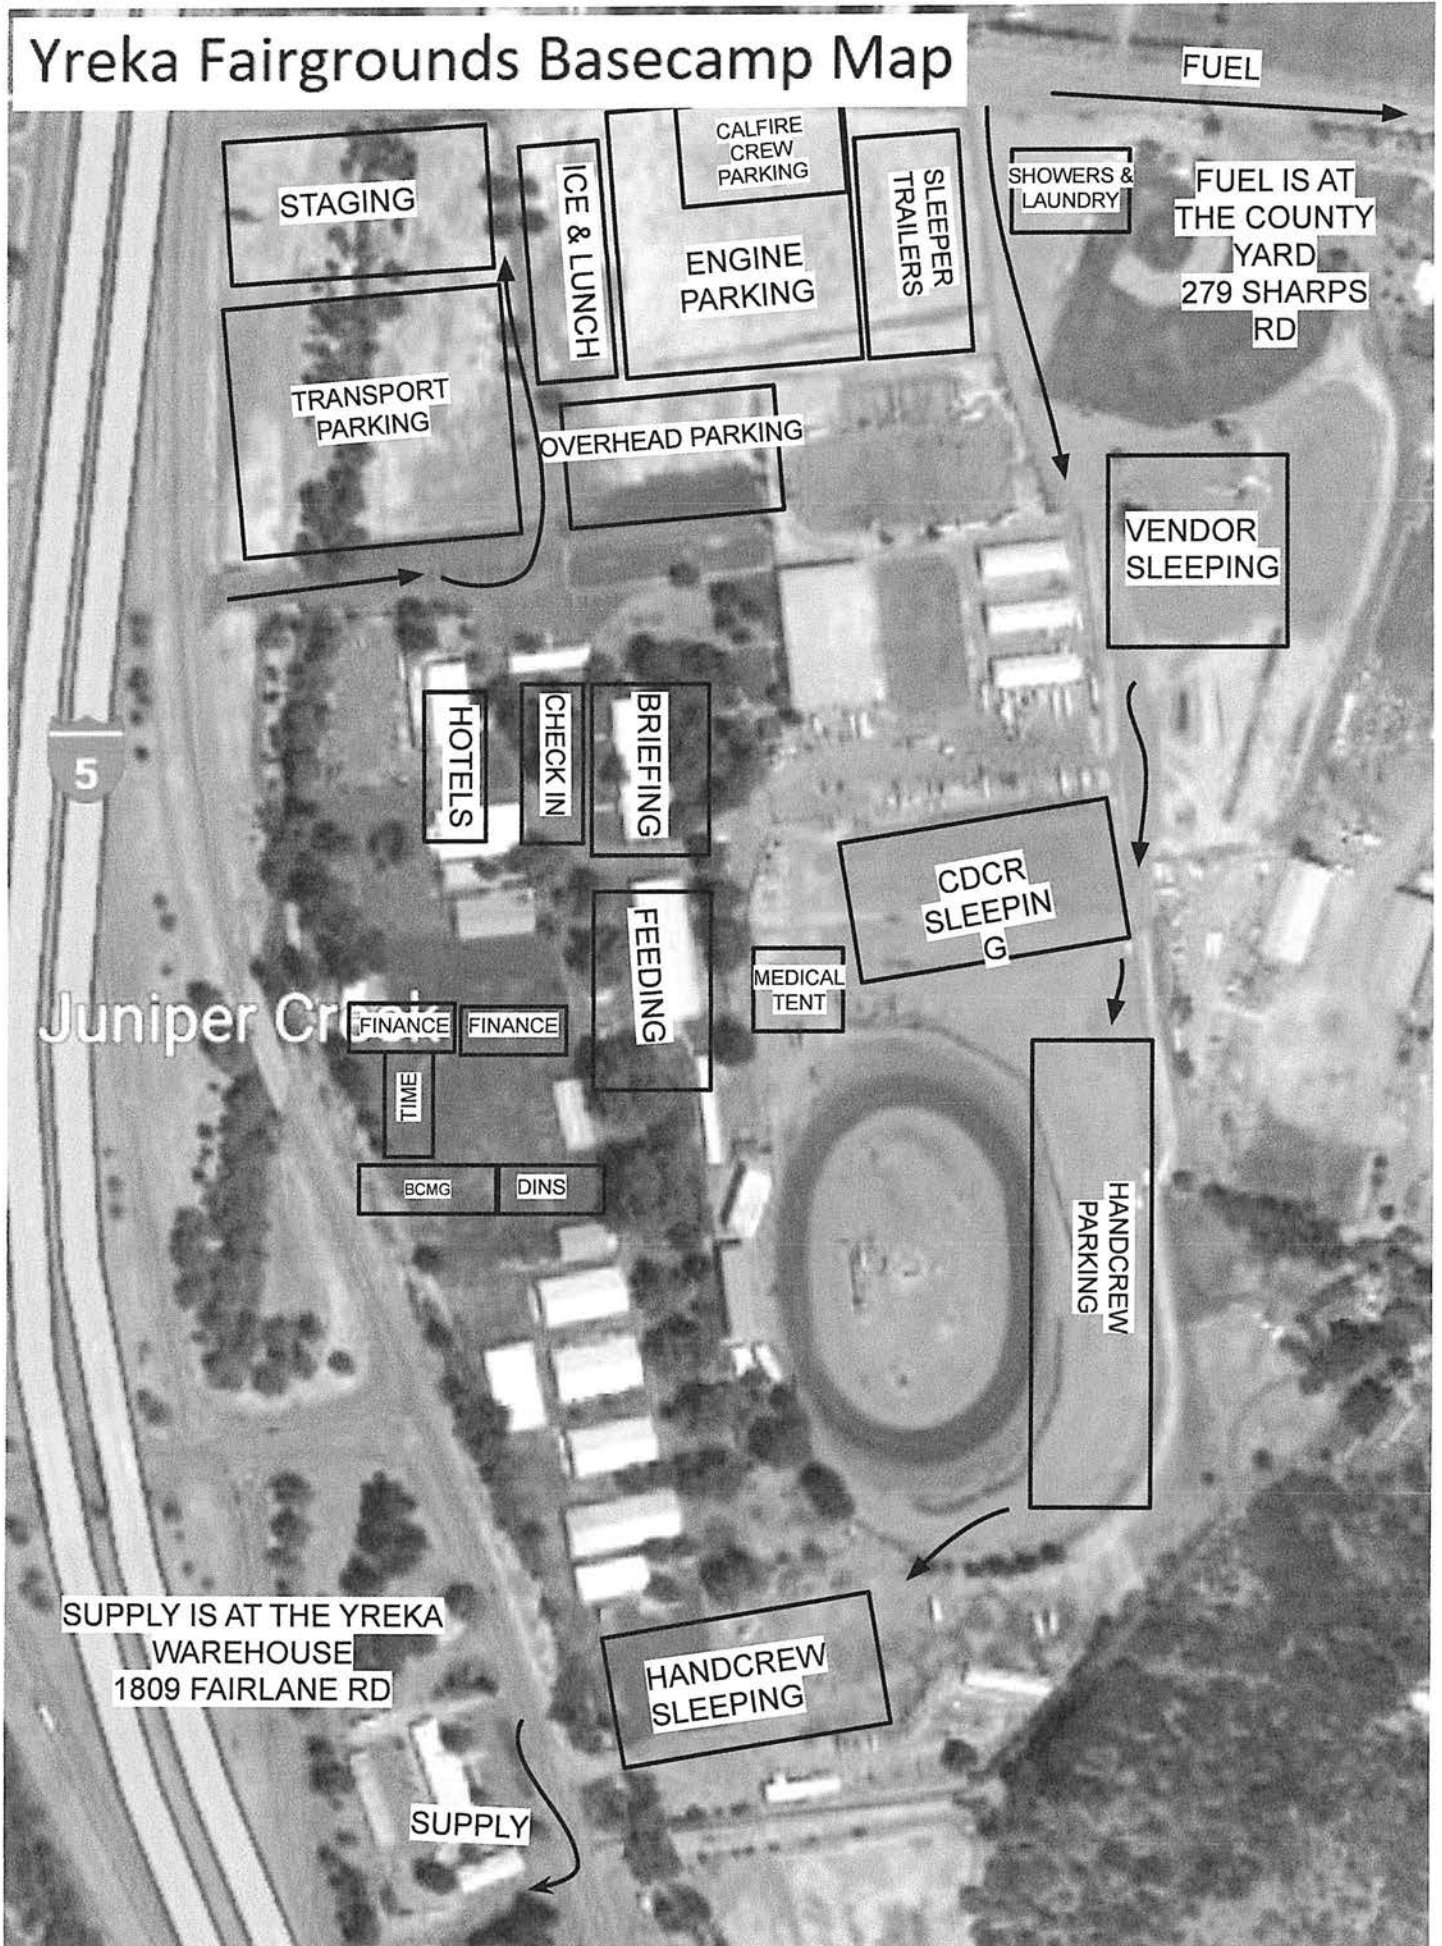 Yreka Fairgrounds Basecamp Map
FUEL
STAGING
ICE & LUNCH
CALFIRE
CREW
PARKING
ENGINE
PARKING
SLEEPER
TRAILERS
SHOWERS &
LAUNDRY
FUEL IS AT
THE COUNTY
YARD
279 SHARPS
RD
TRANSPORT
PARKING
OVERHEAD PARKING
VENDOR
SLEEPING
5
HOTELS
CHECK IN
BRIEFING
CDCR
SLEEPIN
G
FEEDING
MEDICAL
TENT
Juniper Creek
FINANCE
FINANCE
TIME
BCMG
DINS
HANDCREW
PARKING
SUPPLY IS AT THE YREKA
WAREHOUSE
1809 FAIRLANE RD
HANDCREW
SLEEPING
SUPPLY